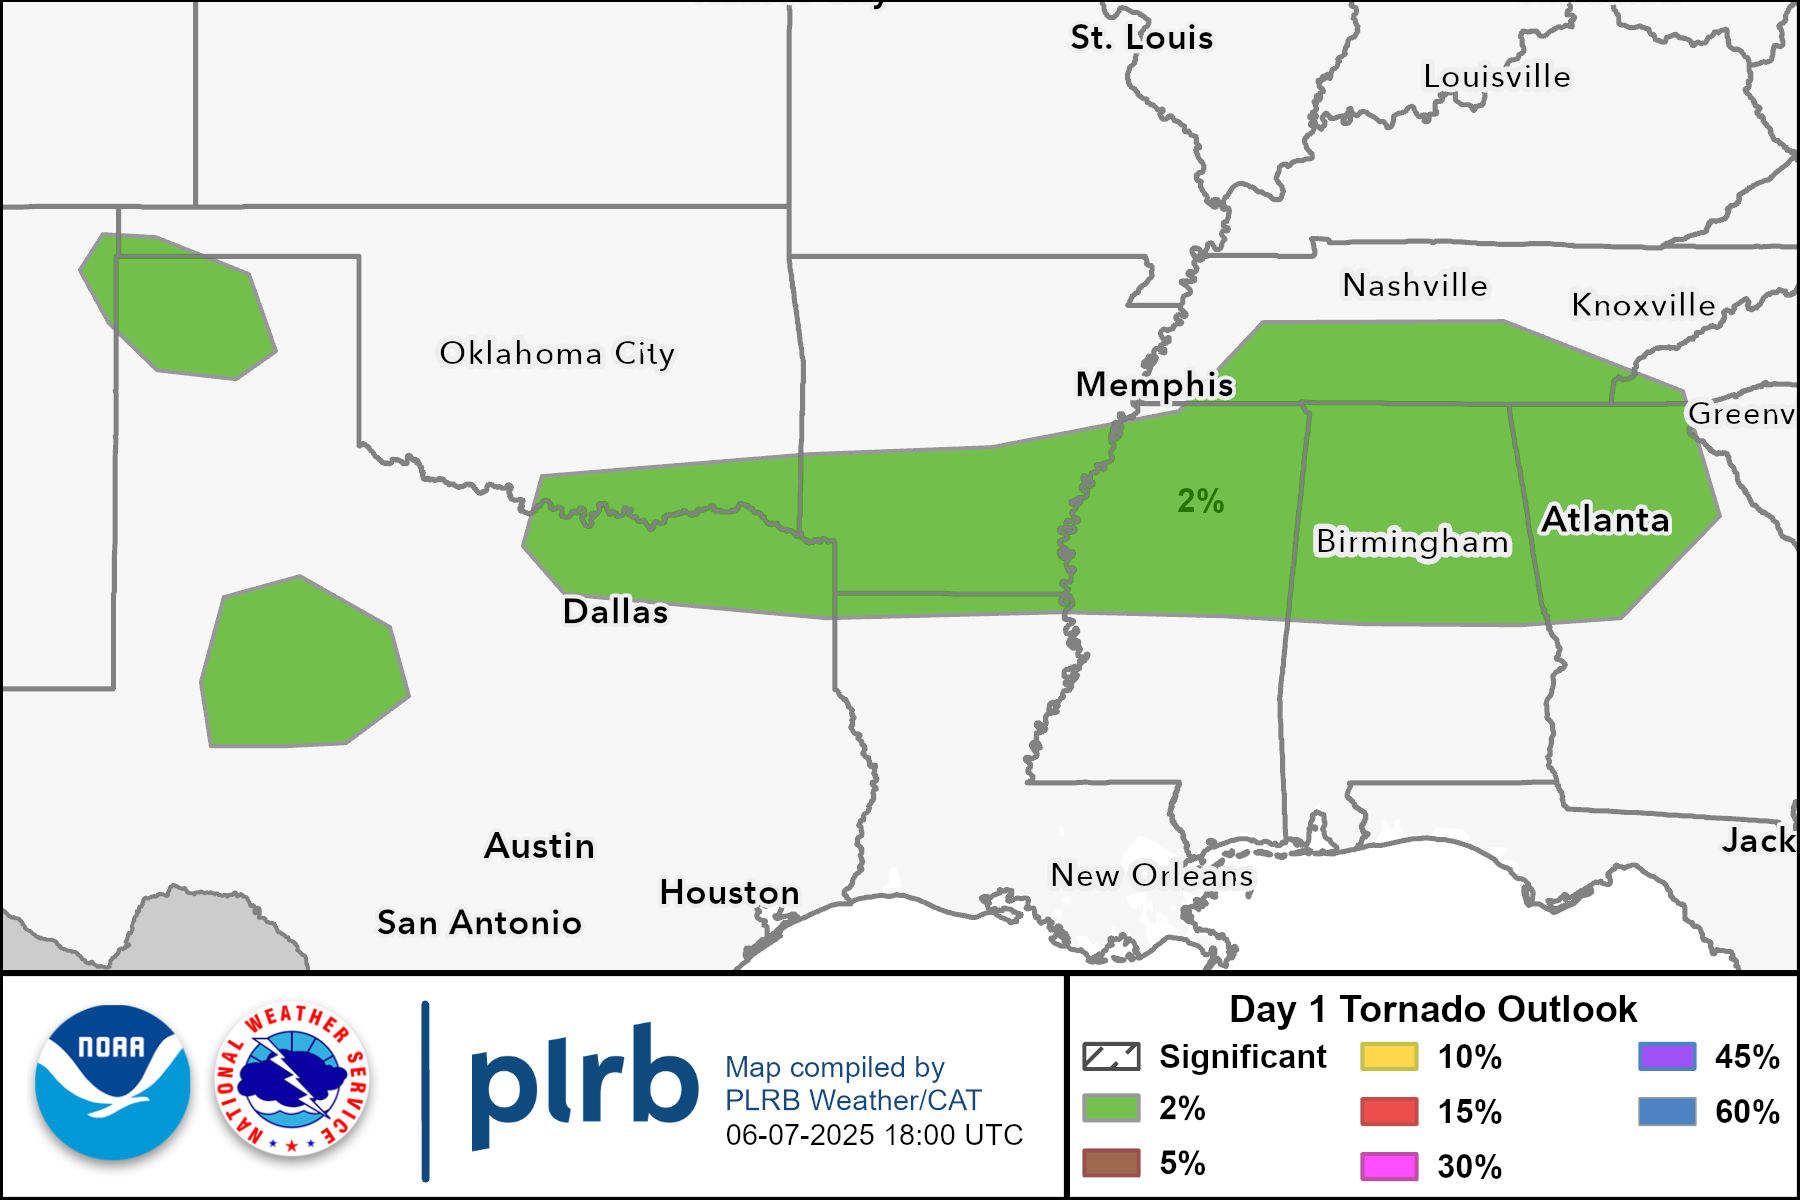 St. Louis
Louisville
Nashville
Knoxville
Oklahoma City
Memphis
Greenv
2%
Atlanta
Birmingham
Dallas
Austin
Jack
New Orleans
Houston
San Antonio
NOAA
NATIONAL WEATHER SERVICE
plrb
Map compiled by
PLRB Weather/CAT
06-07-2025 18:00 UTC
Day 1 Tornado Outlook
Significant
2%
5%
10%
15%
30%
45%
60%